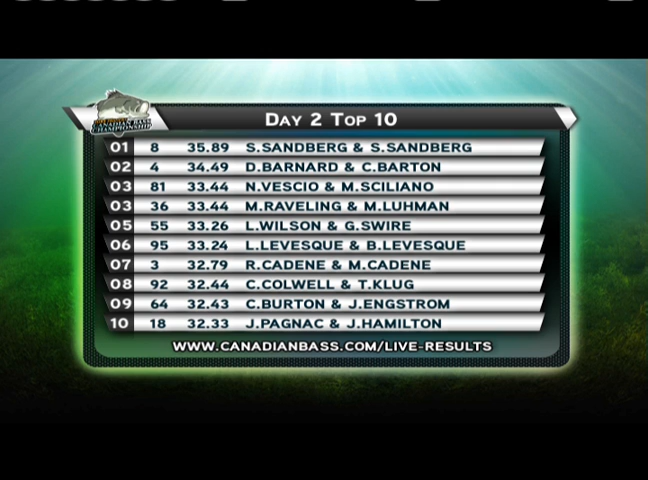 CANADIAN BASS
CHAMPIONSHIP
DAY 2 TOP 10
01 8 35.89 S.SANDBERG & S.SANDBERG
02 4 34.49 D.BARNARD & C.BARTON
03 81 33.44 N.VESCIO & M.SCILIANO
03 36 33.44 M.RAVELING & M.LUHMAN
05 55 33.26 L.WILSON & G.SWIRE
06 95 33.24 L.LEVESQUE & B.LEVESQUE
07 3 32.79 R.CADENE & M.CADENE
08 92 32.44 C.COLWELL & T.KLUG
09 64 32.43 C.BURTON & J.ENGSTROM
10 18 32.33 J.PAGNAC & J.HAMILTON
WWW.CANADIANBASS.COM/LIVE-RESULTS